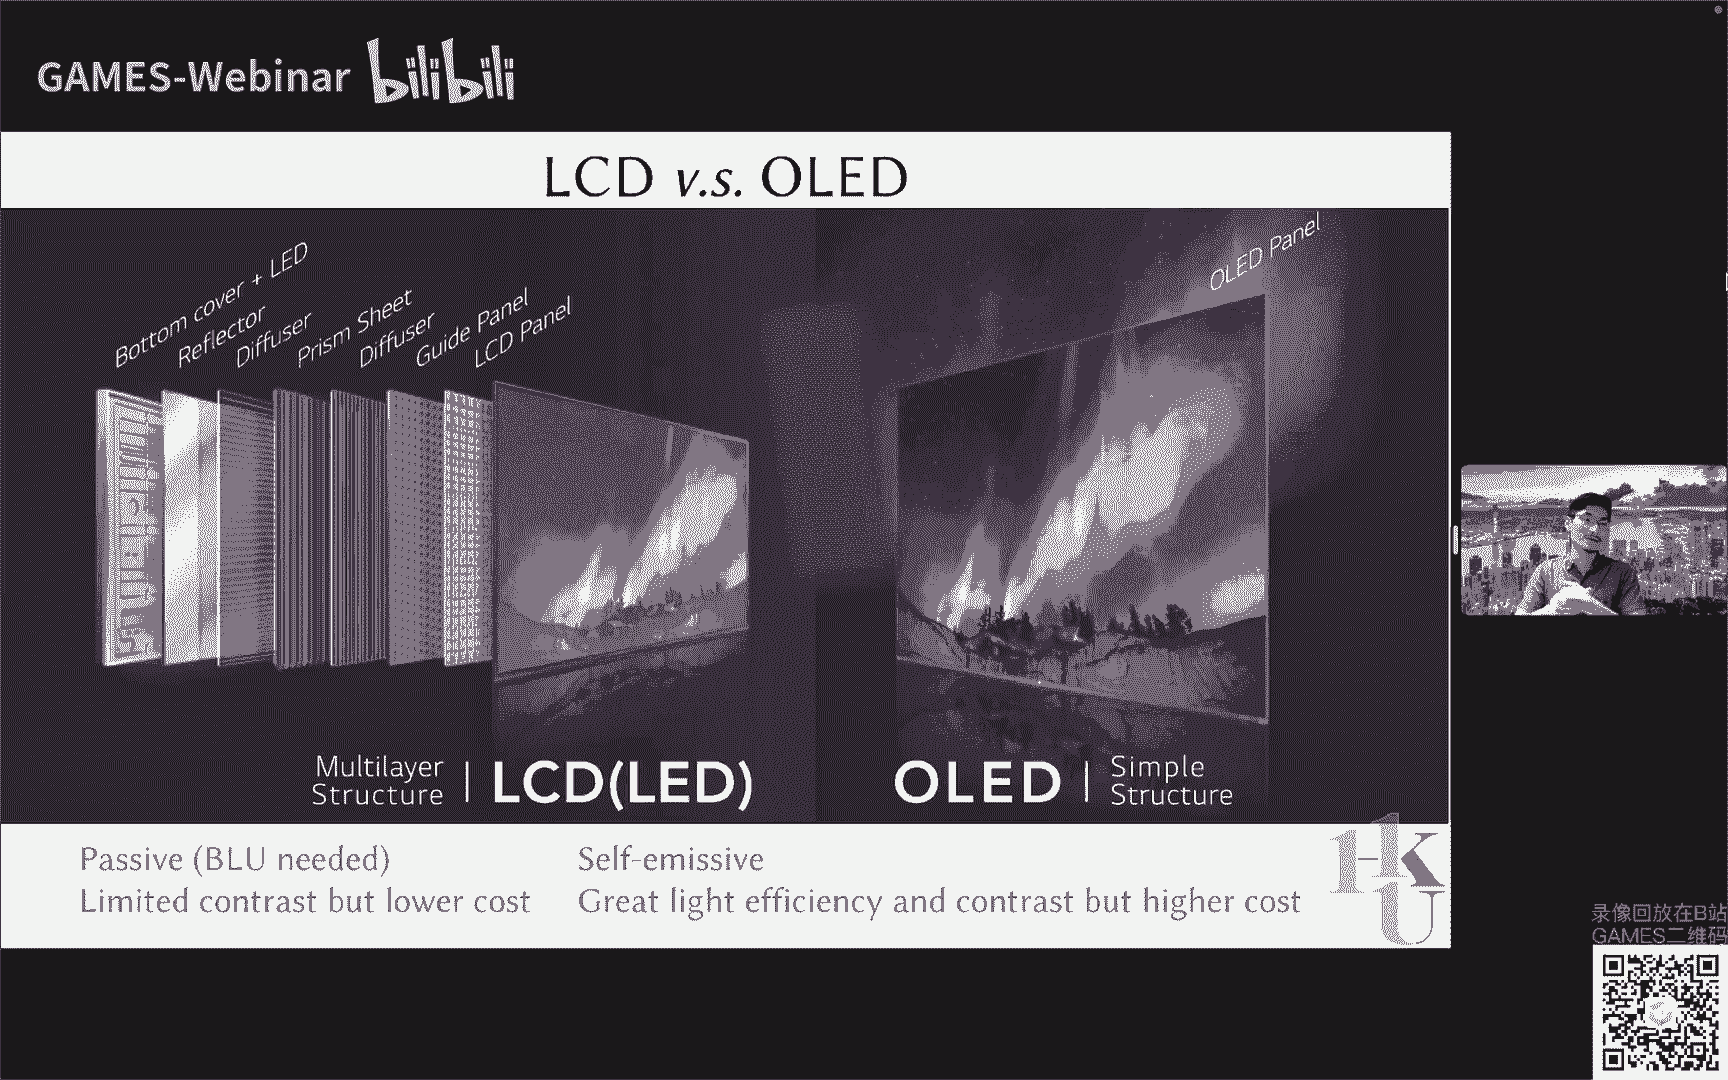 GAMES-Webinar bilibili
LCD v.s. OLED
Bottom cover + LED
Reflector
Diffuser
Prism Sheet
Diffuser
Guide Panel
LCD Panel
OLED Panel
Multilayer
Structure
LCD(LED)
OLED
Simple
Structure
Passive (BLU needed)
Limited contrast but lower cost
Self-emissive
Great light efficiency and contrast but higher cost
HKU
录像回放在B站
GAMES二维码